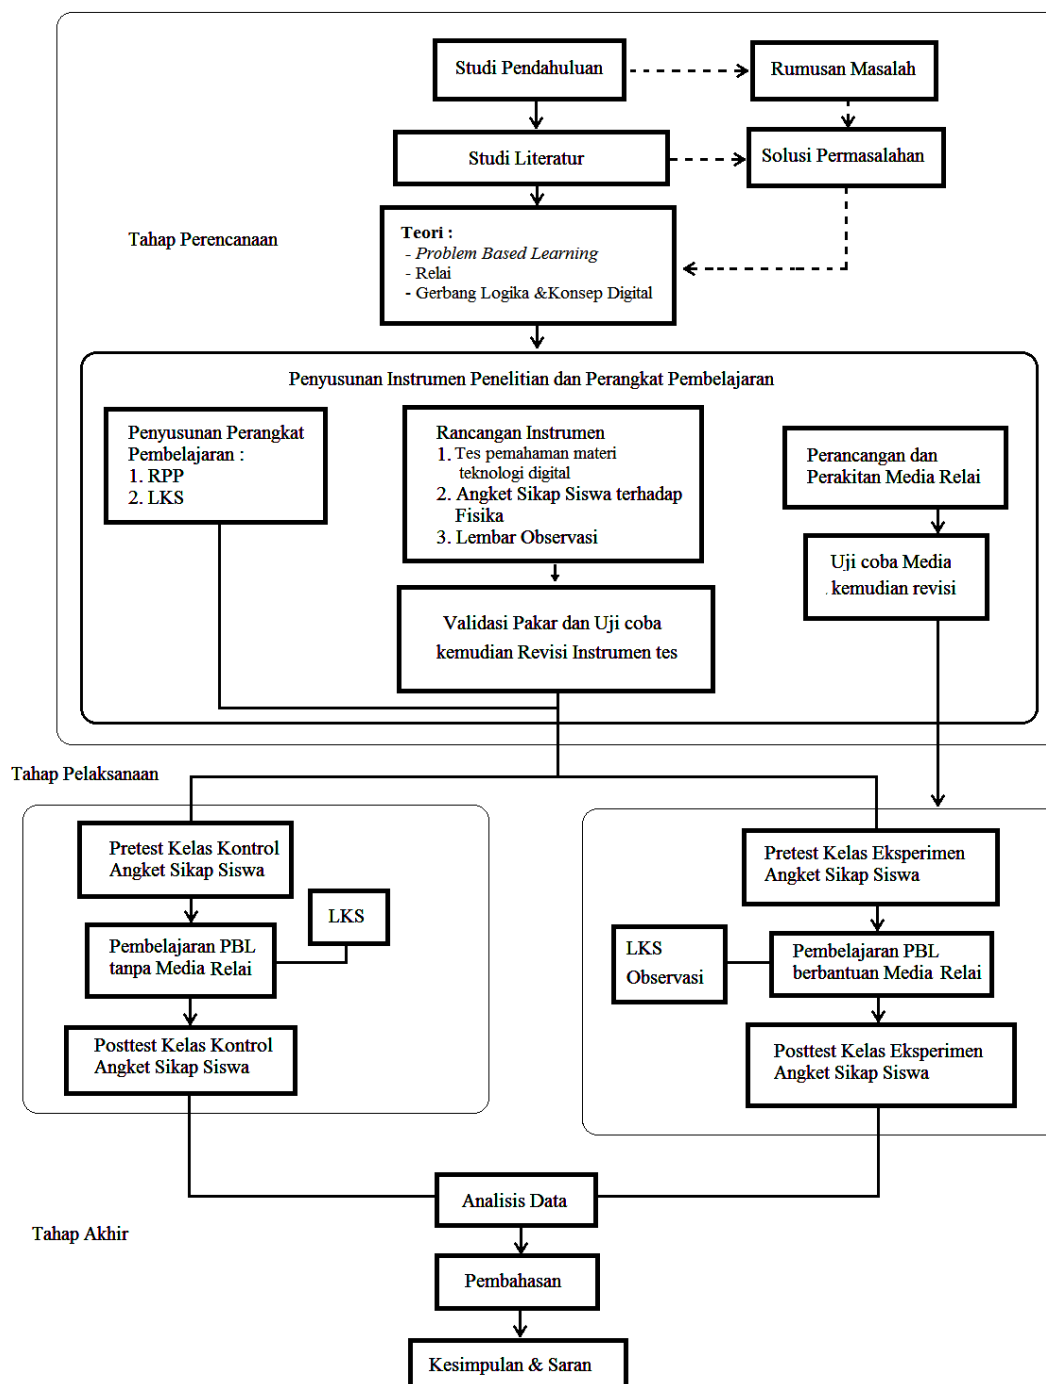 Studi Pendahuluan
Rumusan Masalah
Studi Literatur
Solusi Permasalahan
Tahap Perencanaan
Teori :
- Problem Based Learning
- Relai
- Gerbang Logika &Konsep Digital
Penyusunan Instrumen Penelitian dan Perangkat Pembelajaran
Penyusunan Perangkat
Pembelajaran :
1. RPP
2. LKS
Rancangan Instrumen
1. Tes pemahaman materi
teknologi digital
2. Angket Sikap Siswa terhadap
Fisika
3. Lembar Observasi
Perancangan dan
Perakitan Media Relai
Uji coba Media
kemudian revisi
Validasi Pakar dan Uji coba
kemudian Revisi Instrumen tes
Tahap Pelaksanaan
Pretest Kelas Kontrol
Angket Sikap Siswa
LKS
Pembelajaran PBL
tanpa Media Relai
Posttest Kelas Kontrol
Angket Sikap Siswa
Pretest Kelas Eksperimen
Angket Sikap Siswa
LKS
Observasi
Pembelajaran PBL
berbantuan Media Relai
Posttest Kelas Eksperimen
Angket Sikap Siswa
Tahap Akhir
Analisis Data
Pembahasan
Kesimpulan & Saran